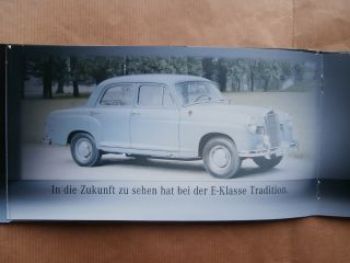 In die Zukunft zu sehen hat bei der E-Klasse Tradition.